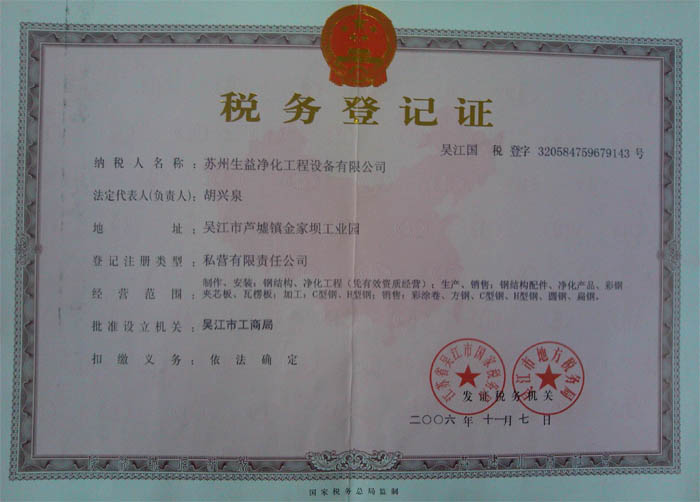 税务登记证
吴江国 税 登字 320584759679143 号
纳税人名称：苏州生益净化工程设备有限公司
法定代表人(负责人)：胡兴泉
地址：吴江市芦墟镇金家坝工业园
登记注册类型：私营有限责任公司
经营范围：制作、安装：钢结构、净化工程（凭有效资质经营）；生产、销售：钢结构配件、净化产品、彩钢
夹芯板、瓦楞板；加工：C型钢、H型钢；销售：彩涂卷、方钢、C型钢、H型钢、圆钢、扁钢。
批准设立机关：吴江市工商局
扣缴义务：依法确定
江苏省吴江市国家税务局
吴江市地方税务局
发证税务机关
二〇〇六年 十一月 七 日
国家税务总局监制